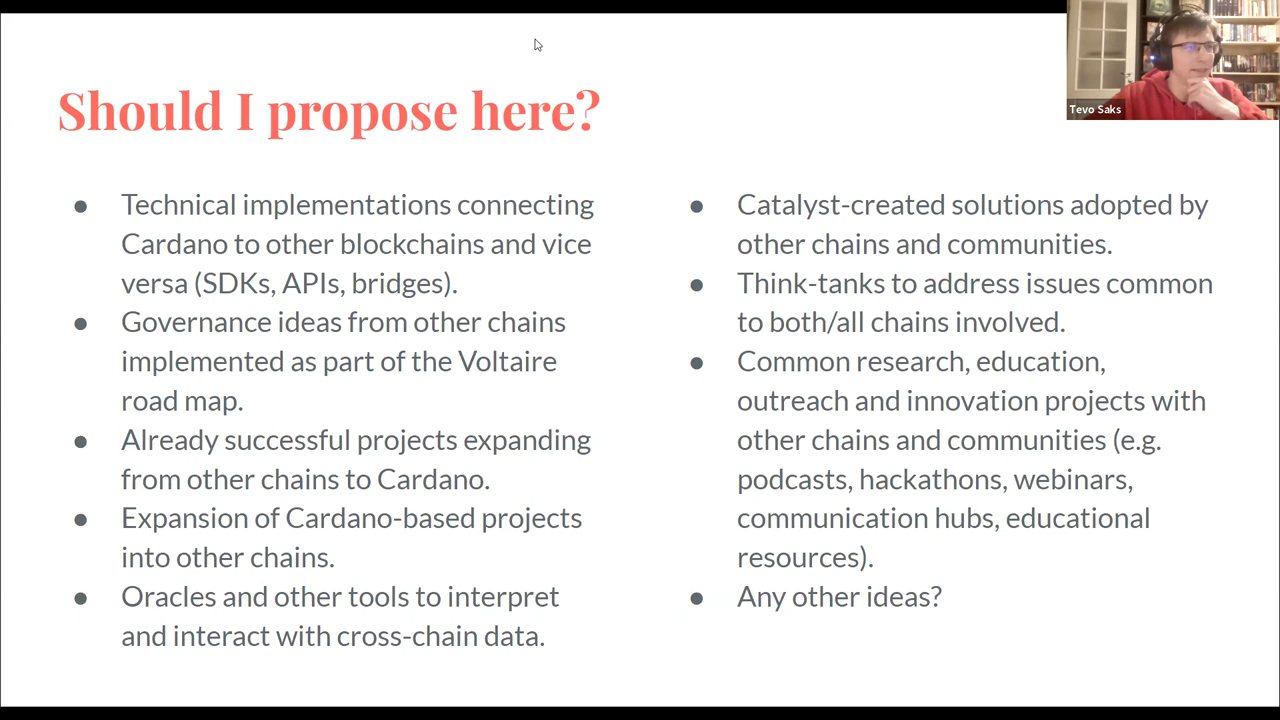 Should I propose here?
Technical implementations connecting
Cardano to other blockchains and vice
versa (SDKs, APIs, bridges).
Governance ideas from other chains
implemented as part of the Voltaire
road map.
Already successful projects expanding
from other chains to Cardano.
Expansion of Cardano-based projects
into other chains.
Oracles and other tools to interpret
and interact with cross-chain data.
Catalyst-created solutions adopted by
other chains and communities.
Think-tanks to address issues common
to both/all chains involved.
Common research, education,
outreach and innovation projects with
other chains and communities (e.g.
podcasts, hackathons, webinars,
communication hubs, educational
resources).
Any other ideas?
Tevo Saks